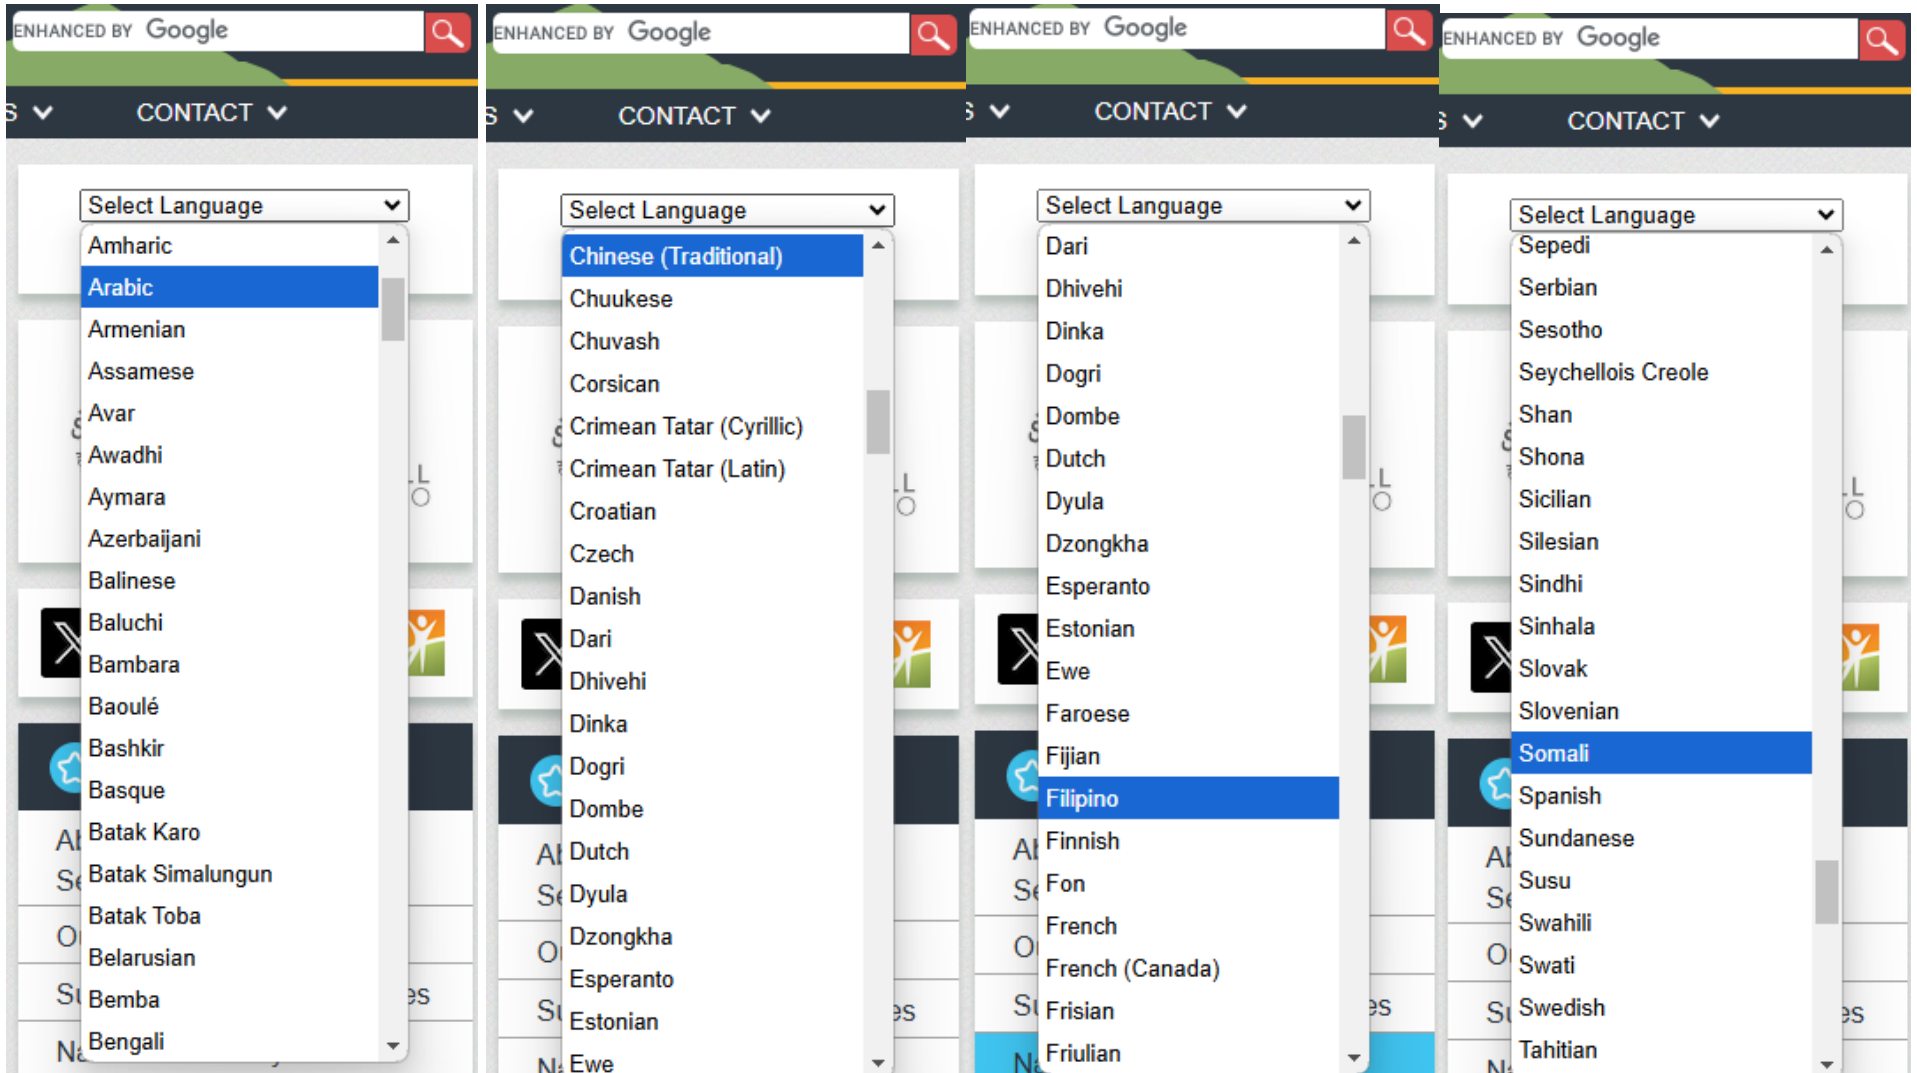 ENHANCED BY Google
S CONTACT
Select Language
Amharic
Arabic
Armenian
Assamese
Avar
Awadhi
Aymara
Azerbaijani
Balinese
Baluchi
Bambara
Baoulé
Bashkir
Basque
Batak Karo
Batak Simalungun
Batak Toba
Belarusian
Bemba
Bengali
ENHANCED BY Google
S CONTACT
Select Language
Chinese (Traditional)
Chuukese
Chuvash
Corsican
Crimean Tatar (Cyrillic)
Crimean Tatar (Latin)
Croatian
Czech
Danish
Dari
Dhivehi
Dinka
Dogri
Dombe
Dutch
Dyula
Dzongkha
Esperanto
Estonian
Ewe
ENHANCED BY Google
S CONTACT
Select Language
Dari
Dhivehi
Dinka
Dogri
Dombe
Dutch
Dyula
Dzongkha
Esperanto
Estonian
Ewe
Faroese
Fijian
Filipino
Finnish
Fon
French
French (Canada)
Frisian
Friulian
ENHANCED BY Google
S CONTACT
Select Language
Sepedi
Serbian
Sesotho
Seychellois Creole
Shan
Shona
Sicilian
Silesian
Sindhi
Sinhala
Slovak
Slovenian
Somali
Spanish
Sundanese
Susu
Swahili
Swati
Swedish
Tahitian